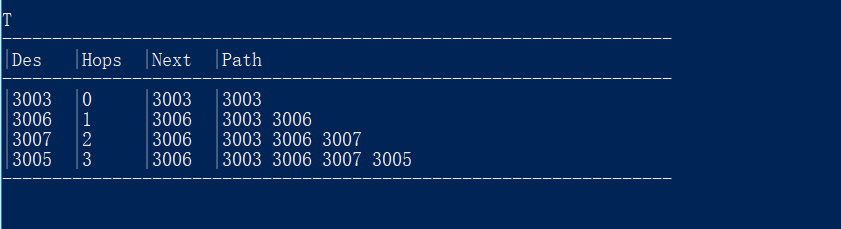 T
--------------------------------------------------------------------
|Des   |Hops  |Next  |Path
--------------------------------------------------------------------
|3003  |0     |3003  |3003
|3006  |1     |3006  |3003 3006
|3007  |2     |3006  |3003 3006 3007
|3005  |3     |3006  |3003 3006 3007 3005
--------------------------------------------------------------------